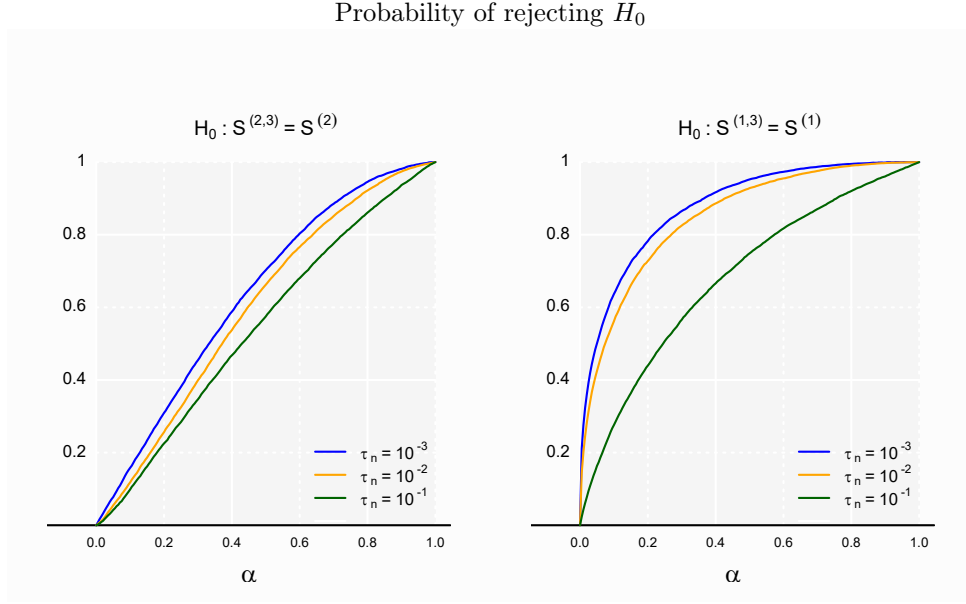 Probability of rejecting H₀
H₀ : S⁽²,³⁾ = S⁽²⁾
1
0.8
0.6
0.4
0.2
τₙ = 10⁻³
τₙ = 10⁻²
τₙ = 10⁻¹
0.0 0.2 0.4 0.6 0.8 1.0
α
H₀ : S⁽¹,³⁾ = S⁽¹⁾
1
0.8
0.6
0.4
0.2
τₙ = 10⁻³
τₙ = 10⁻²
τₙ = 10⁻¹
0.0 0.2 0.4 0.6 0.8 1.0
α